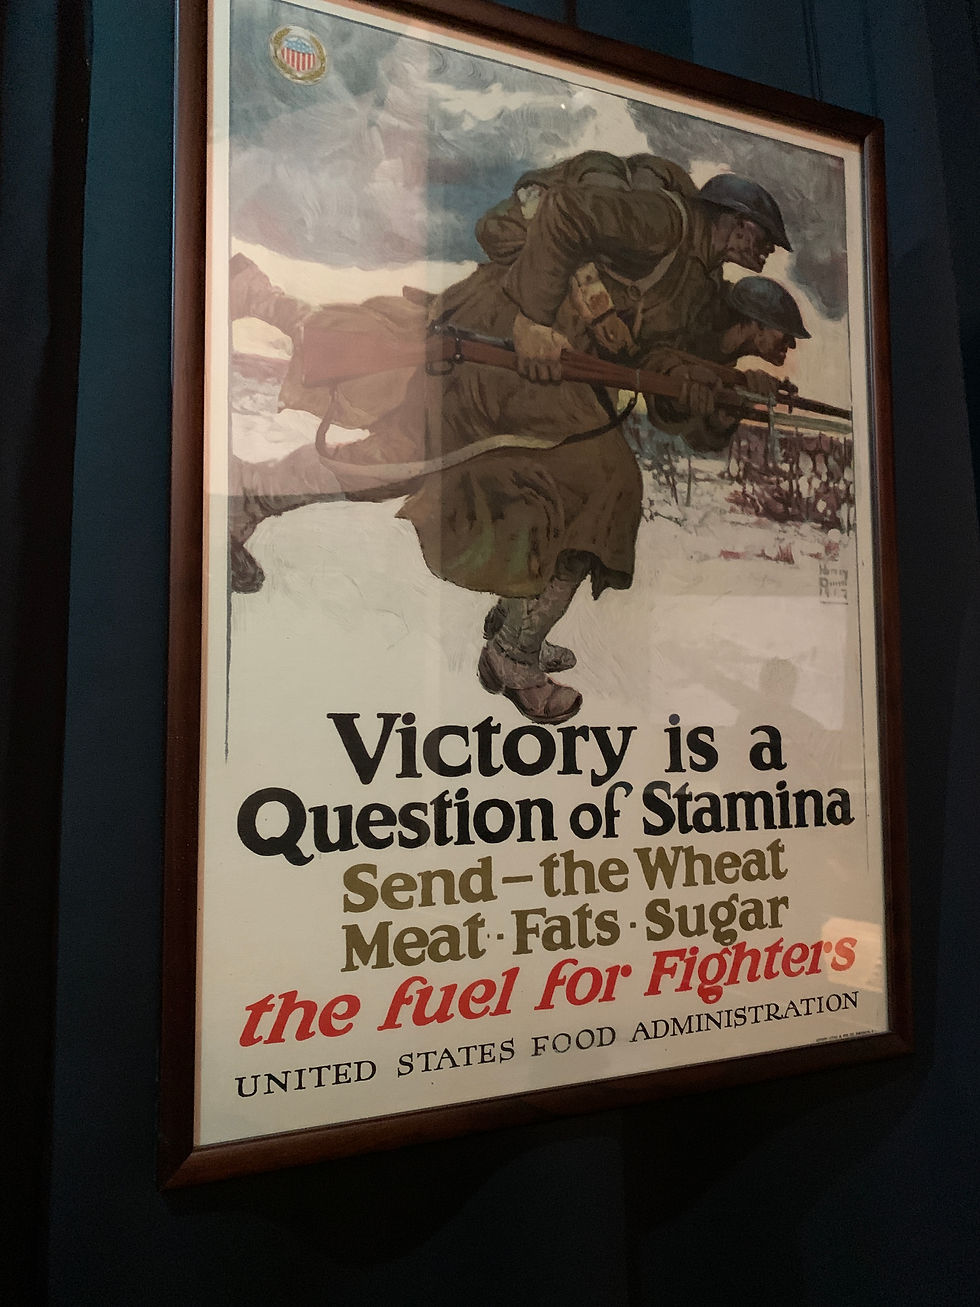 Victory is a
Question of Stamina
Send–the Wheat
Meat·Fats·Sugar
the fuel for Fighters
UNITED STATES FOOD ADMINISTRATION